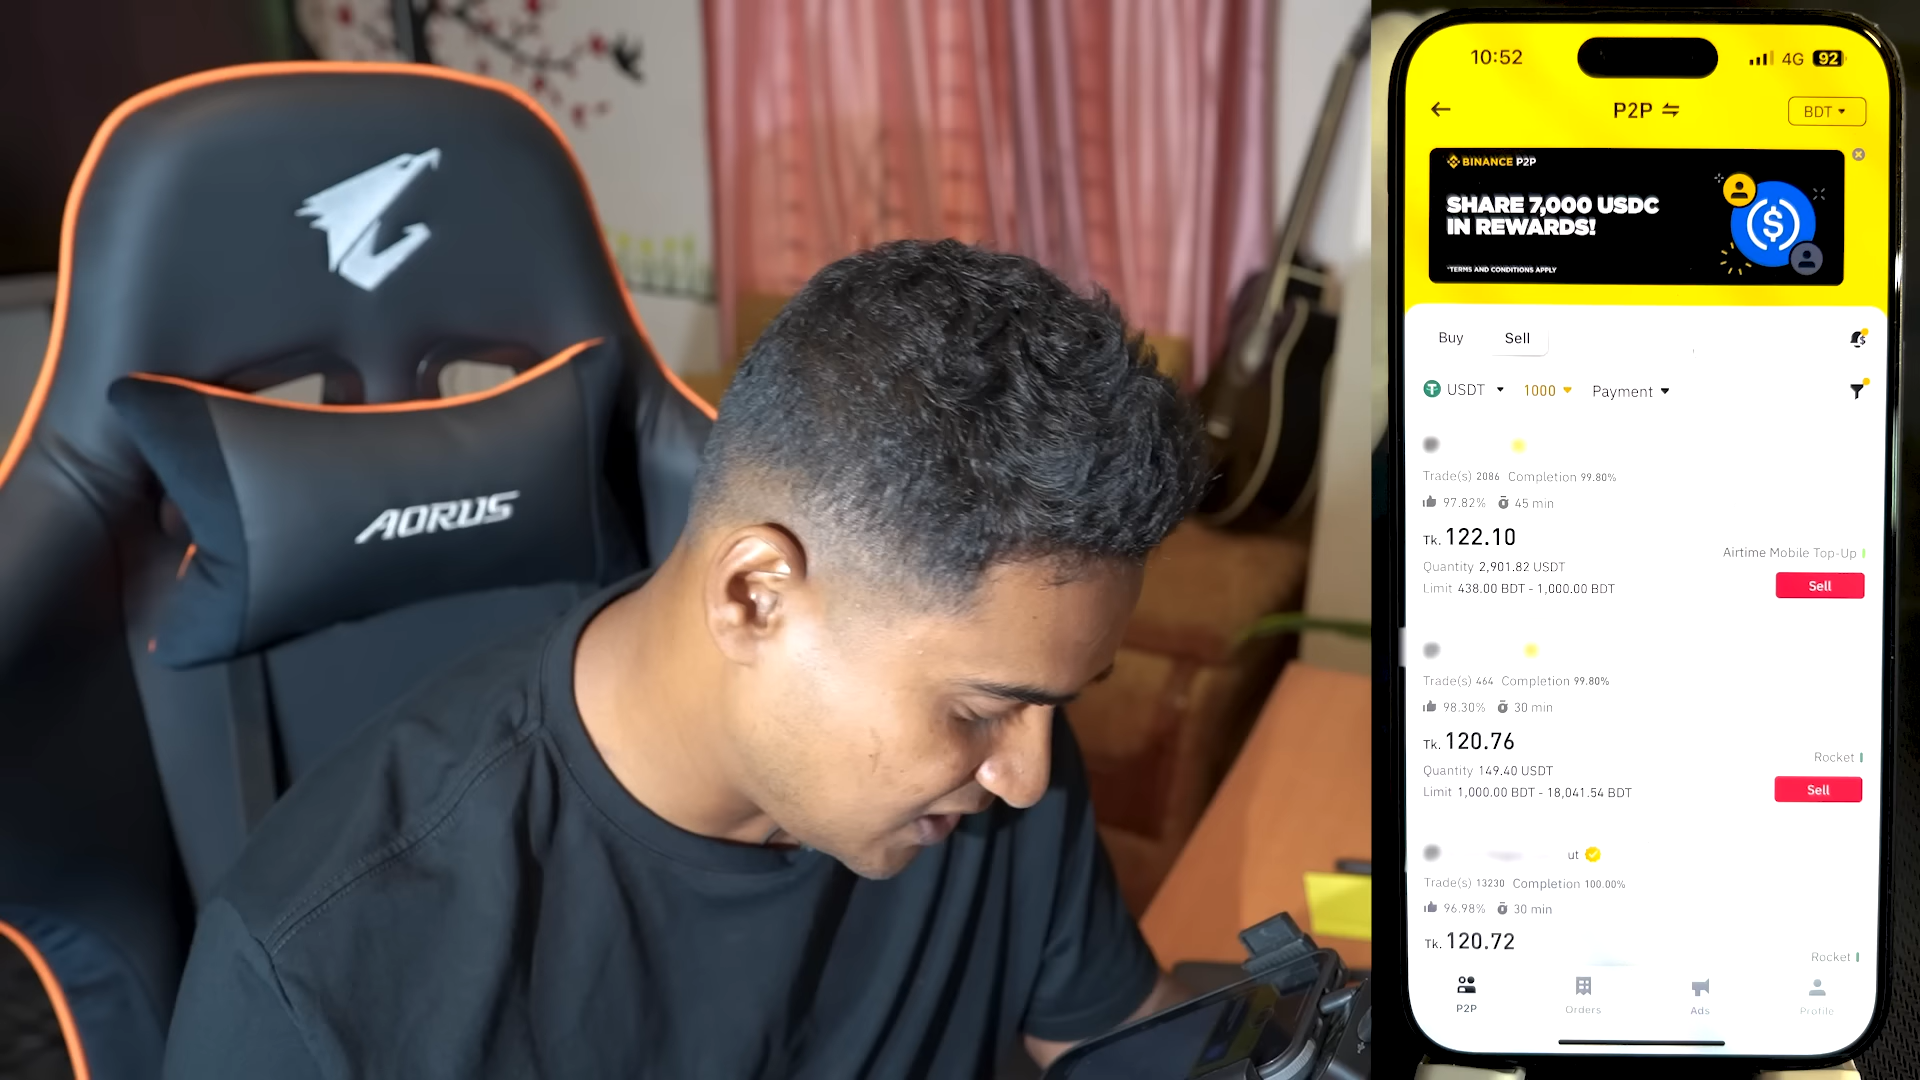 AORUS
10:52
4G 92
P2P
BDT
BINANCE P2P
SHARE 7,000 USDC
IN REWARDS!
*TERMS AND CONDITIONS APPLY
Buy Sell
USDT 1000 Payment
Trade(s) 2086 Completion 99.80%
97.82% 45 min
Tk. 122.10
Airtime Mobile Top-Up
Quantity 2,901.82 USDT
Limit 438.00 BDT - 1,000.00 BDT
Sell
Trade(s) 464 Completion 99.80%
98.30% 30 min
Tk. 120.76
Rocket
Quantity 149.40 USDT
Limit 1,000.00 BDT - 18,041.54 BDT
Sell
ut
Trade(s) 13230 Completion 100.00%
96.98% 30 min
Tk. 120.72
Rocket
P2P Orders Ads Profile